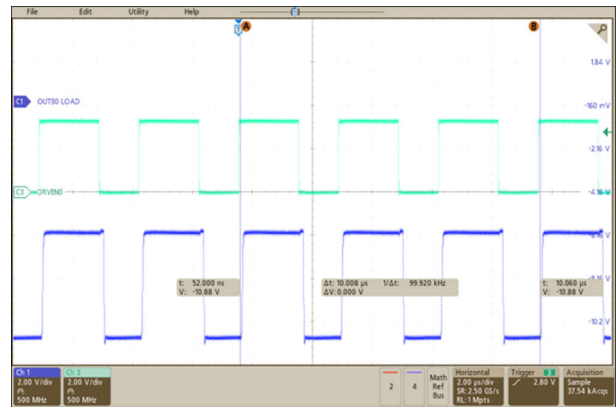 File Edit Utility Help
A B
1.84 V
C1 OUT80 LOAD
-160 mV
-2.16 V
C3 DRVEN0
-4.16 V
t: 52.000 ns
V: -10.88 V
Δt: 10.008 µs 1/Δt: 99.920 kHz
ΔV: 0.000 V
t: 10.060 µs
V: -10.88 V
-10.2 V
Ch 1
2.00 V/div
500 MHz
Ch 3
2.00 V/div
500 MHz
2
4
Math
Ref
Bus
Horizontal
2.00 µs/div
SR: 2.50 GS/s
RL: 1 Mpts
Trigger
2.80 V
Acquisition
Sample
37.54 kAcqs